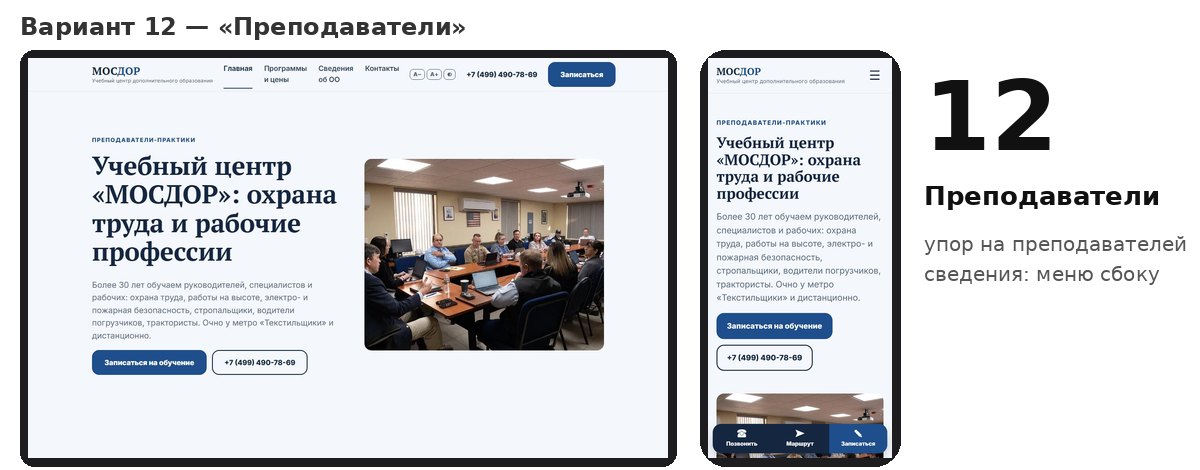 Вариант 12 — «Преподаватели»
МОСДОР
Учебный центр дополнительного образования
Главная
Программы
и цены
Сведения
об ОО
Контакты
A−
A+
+7 (499) 490-78-69
Записаться
ПРЕПОДАВАТЕЛИ-ПРАКТИКИ
Учебный центр
«МОСДОР»: охрана
труда и рабочие
профессии
Более 30 лет обучаем руководителей, специалистов и
рабочих: охрана труда, работы на высоте, электро- и
пожарная безопасность, стропальщики, водители
погрузчиков, трактористы. Очно у метро «Текстильщики» и
дистанционно.
Записаться на обучение
+7 (499) 490-78-69
МОСДОР
Учебный центр дополнительного образования
ПРЕПОДАВАТЕЛИ-ПРАКТИКИ
Учебный центр
«МОСДОР»: охрана
труда и рабочие
профессии
Более 30 лет обучаем руководителей,
специалистов и рабочих: охрана
труда, работы на высоте, электро- и
пожарная безопасность,
стропальщики, водители погрузчиков,
трактористы. Очно у метро
«Текстильщики» и дистанционно.
Записаться на обучение
+7 (499) 490-78-69
Позвонить
Маршрут
Записаться
12
Преподаватели
упор на преподавателей
сведения: меню сбоку